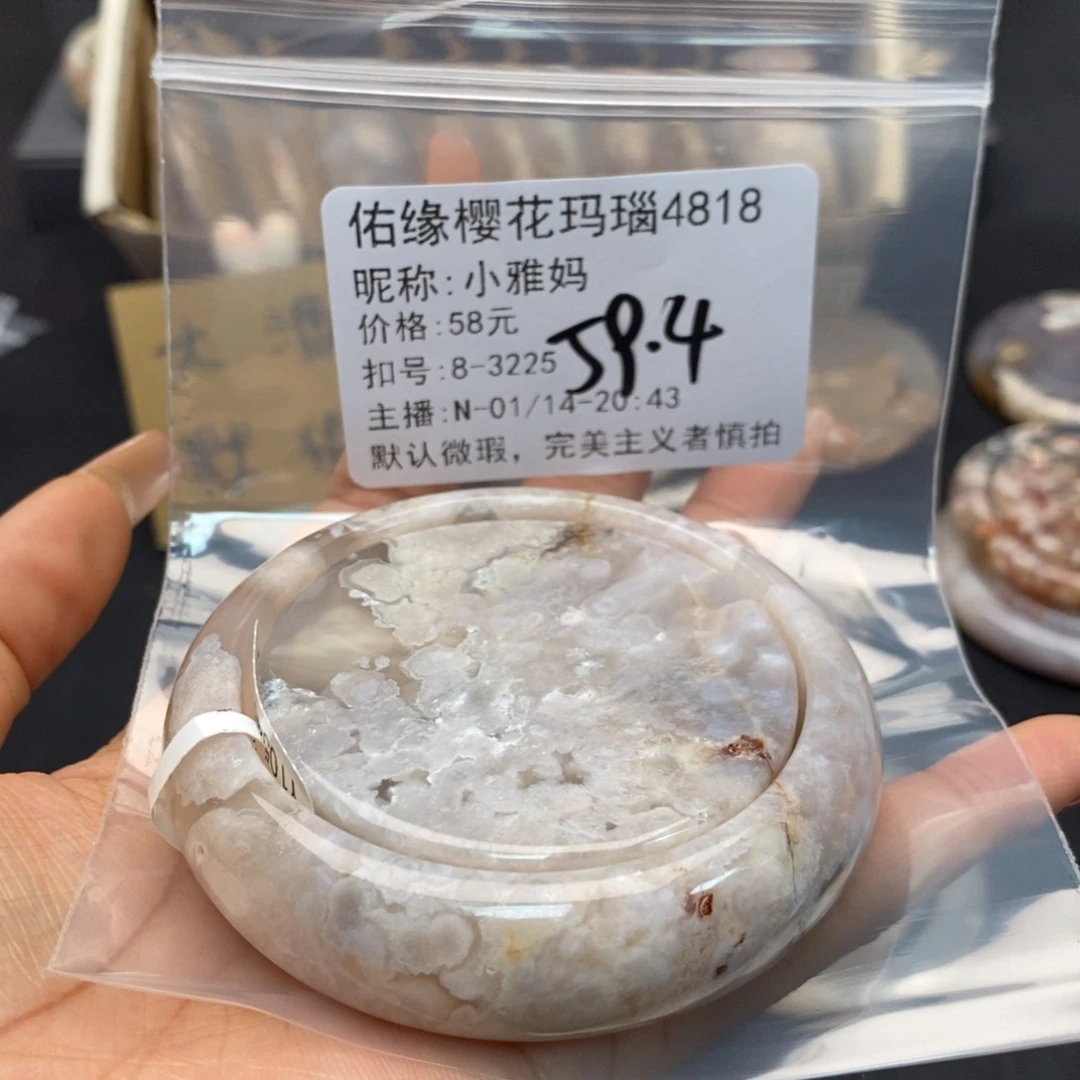 佑缘樱花玛瑙4818
昵称:小雅妈
价格:58元
59.4
扣号:8-3225
主播:N-01/14-20:43
默认微瑕，完美主义者慎拍